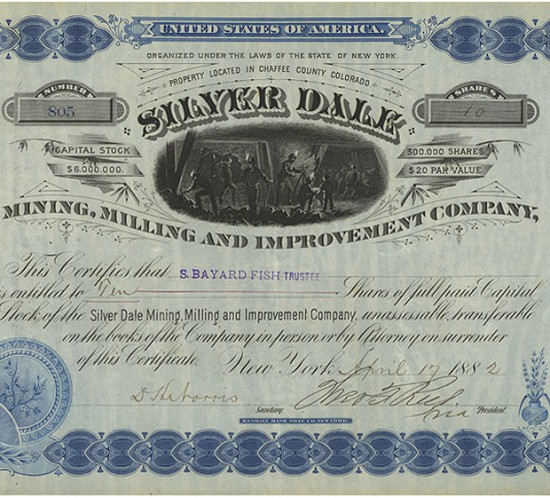 UNITED STATES OF AMERICA.
ORGANIZED UNDER THE LAWS OF THE STATE OF NEW YORK.
PROPERTY LOCATED IN CHAFFEE COUNTY COLORADO
NUMBER
805
SHARES
10
SILVER DALE
CAPITAL STOCK
$6,000.000.
300.000 SHARES
$20 PAR VALUE
MINING, MILLING AND IMPROVEMENT COMPANY,
This Certifies that S. BAYARD FISH TRUSTEE
is entitled to Ten Shares of full paid Capital
Stock of the Silver Dale Mining, Milling and Improvement Company, unassessable, transferable
on the books of the Company in person or by Attorney on surrender
of this Certificate. New York April 17 1882
Secretary
President.